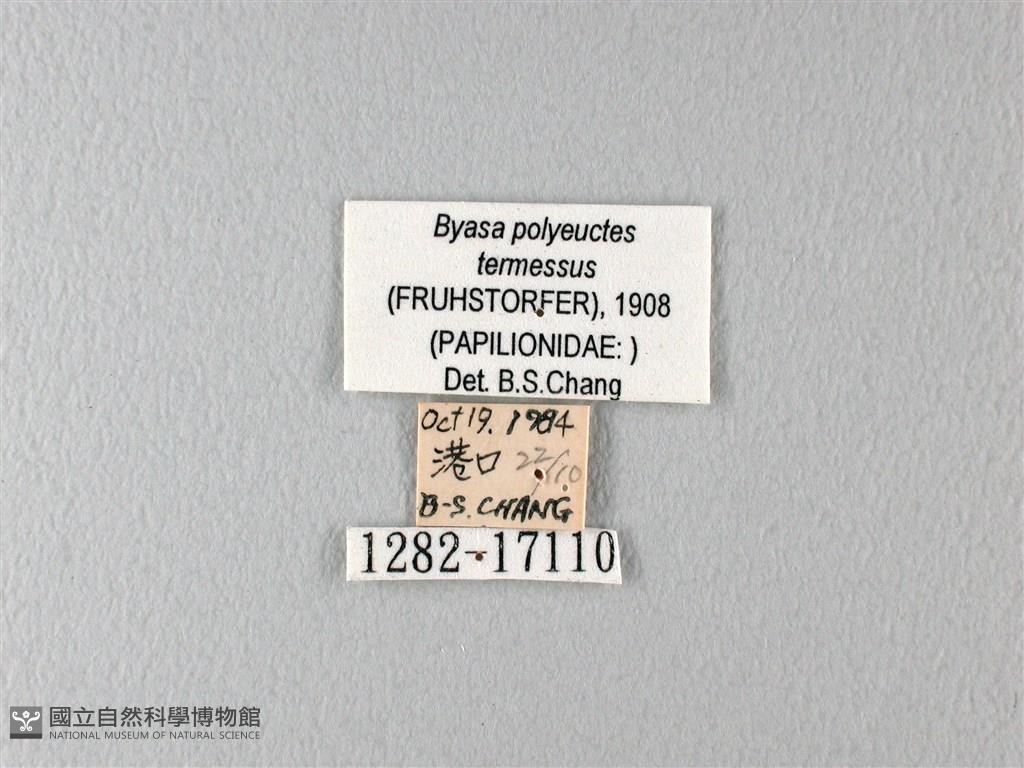 Byasa polyeuctes
termessus
(FRUHSTORFER), 1908
(PAPILIONIDAE: )
Det. B.S.Chang
Oct 19. 1984
港口 22/10
B-S. CHANG
1282-17110
國立自然科學博物館
NATIONAL MUSEUM OF NATURAL SCIENCE